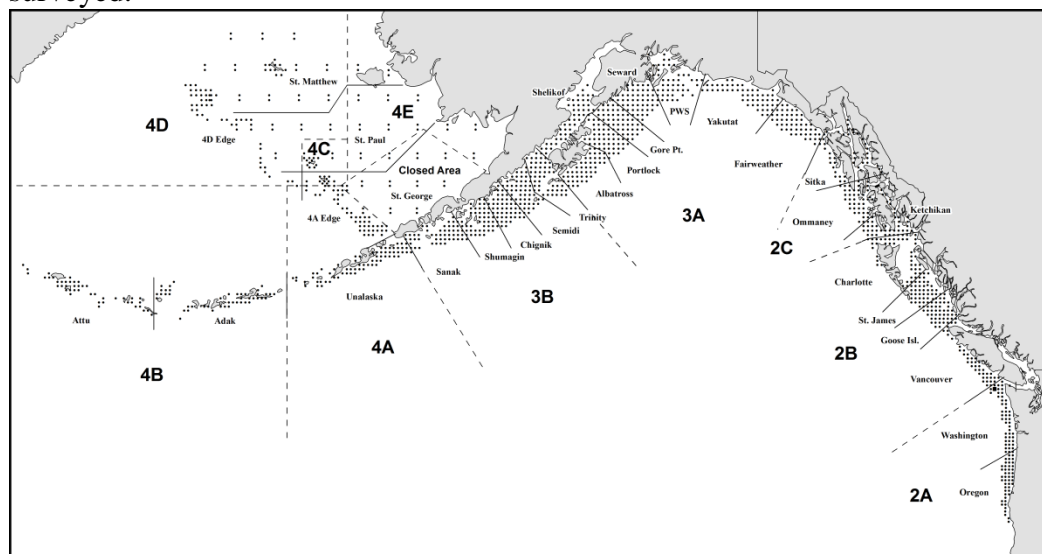 surveyed.
St. Matthew
Seward
Shelikof
4D
4E
PWS
4D Edge
St. Paul
Yakutat
4C
Gore Pt.
Closed Area
Fairweather
Portlock
St. George
Albatross
Sitka
4A Edge
3A
Trinity
Ketchikan
Semidi
Ommaney
Chignik
2C
Shumagin
Sanak
Charlotte
Unalaska
3B
St. James
Attu
Adak
Goose Isl.
4A
2B
4B
Vancouver
Washington
2A
Oregon